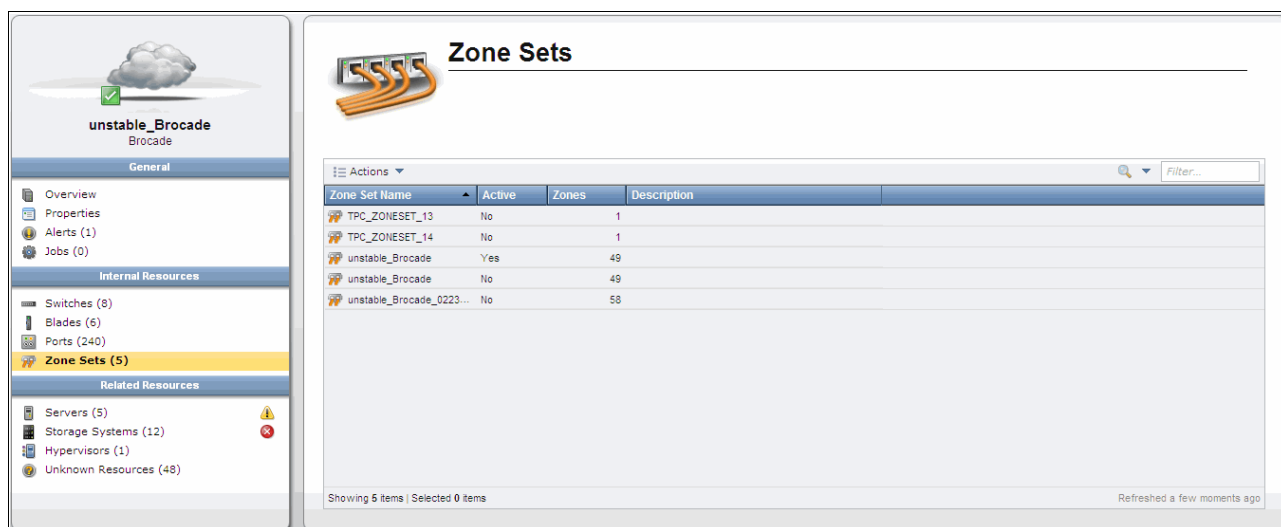 unstable_Brocade
Brocade
General
Overview
Properties
Alerts (1)
Jobs (0)
Internal Resources
Switches (8)
Blades (6)
Ports (240)
Zone Sets (5)
Related Resources
Servers (5)
Storage Systems (12)
Hypervisors (1)
Unknown Resources (48)
Zone Sets
Actions Filter...
Zone Set Name Active Zones Description
TPC_ZONESET_13 No 1
TPC_ZONESET_14 No 1
unstable_Brocade Yes 49
unstable_Brocade No 49
unstable_Brocade_0223... No 58
Showing 5 items | Selected 0 items Refreshed a few moments ago